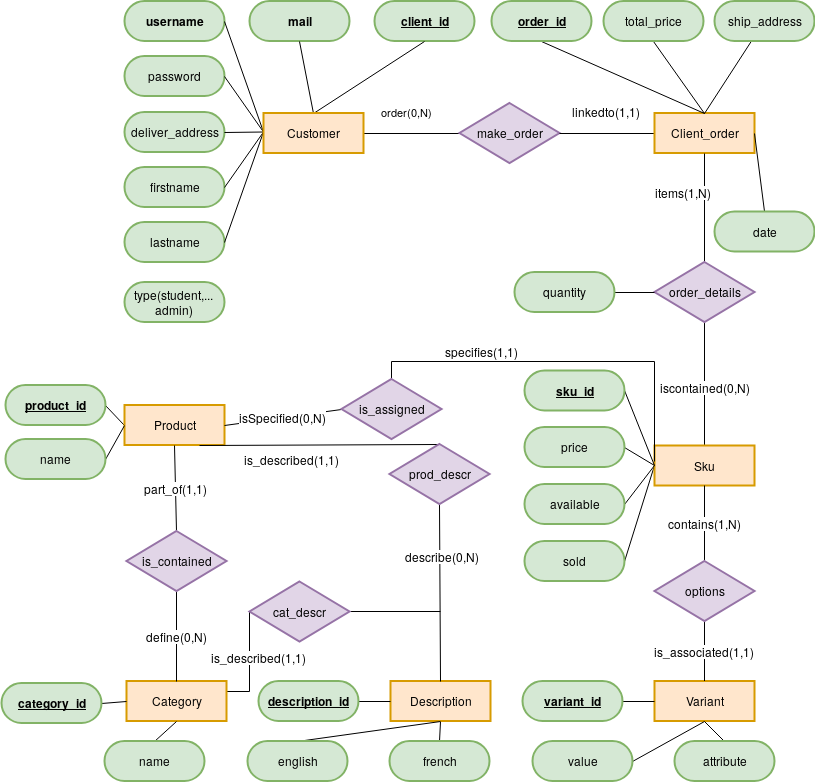 username
mail
client_id
order_id
total_price
ship_address
password
order(0,N)
linkedto(1,1)
deliver_address
Customer
make_order
Client_order
firstname
items(1,N)
lastname
date
type(student,...
admin)
quantity
order_details
specifies(1,1)
iscontained(0,N)
product_id
sku_id
is_assigned
isSpecified(0,N)
Product
name
is_described(1,1)
price
Sku
prod_descr
part_of(1,1)
available
contains(1,N)
is_contained
describe(0,N)
sold
options
cat_descr
define(0,N)
is_described(1,1)
is_associated(1,1)
category_id
Category
description_id
Description
variant_id
Variant
name
english
french
value
attribute